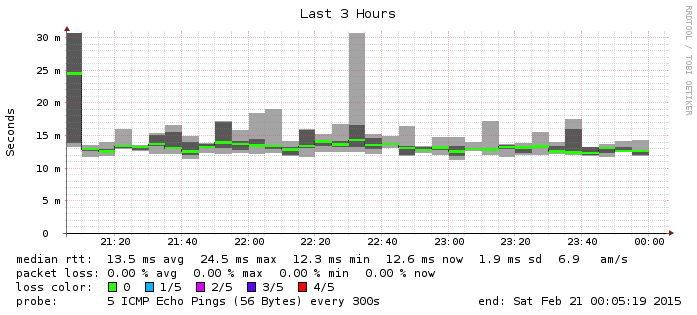 Last 3 Hours
RRDTOOL / TOBI OETIKER
Seconds
30 m
25 m
20 m
15 m
10 m
5 m
0
21:20 21:40 22:00 22:20 22:40 23:00 23:20 23:40 00:00
median rtt: 13.5 ms avg 24.5 ms max 12.3 ms min 12.6 ms now 1.9 ms sd 6.9 am/s
packet loss: 0.00 % avg 0.00 % max 0.00 % min 0.00 % now
loss color: 0 1/5 2/5 3/5 4/5
probe: 5 ICMP Echo Pings (56 Bytes) every 300s end: Sat Feb 21 00:05:19 2015